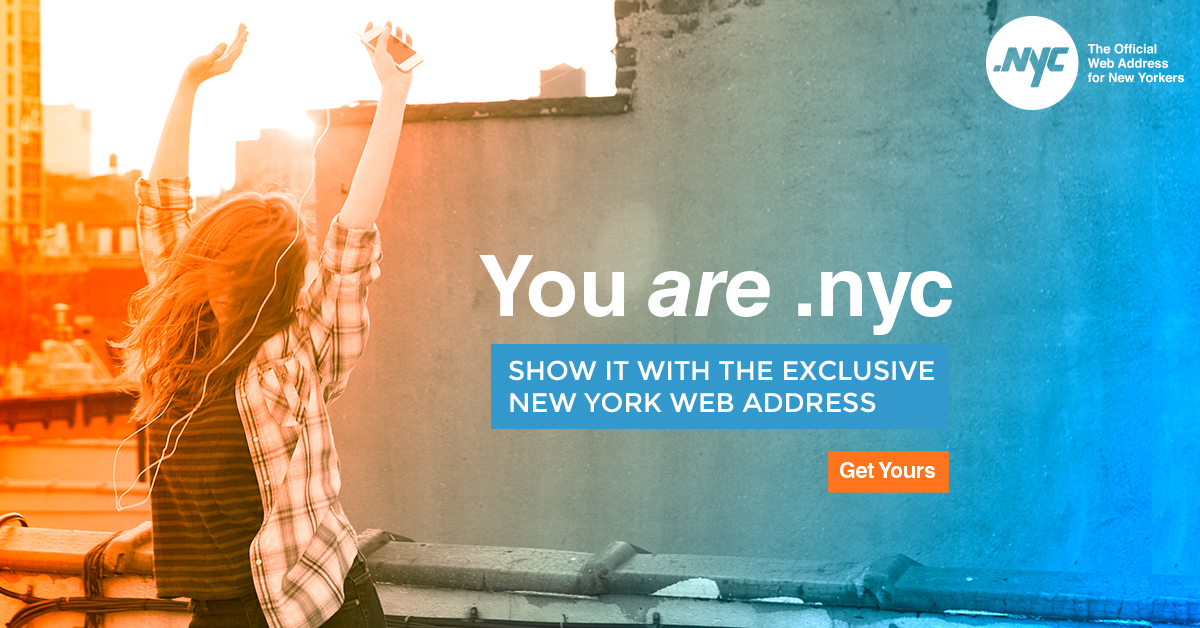 .NYC
The Official
Web Address
for New Yorkers
You are .nyc
SHOW IT WITH THE EXCLUSIVE
NEW YORK WEB ADDRESS
Get Yours